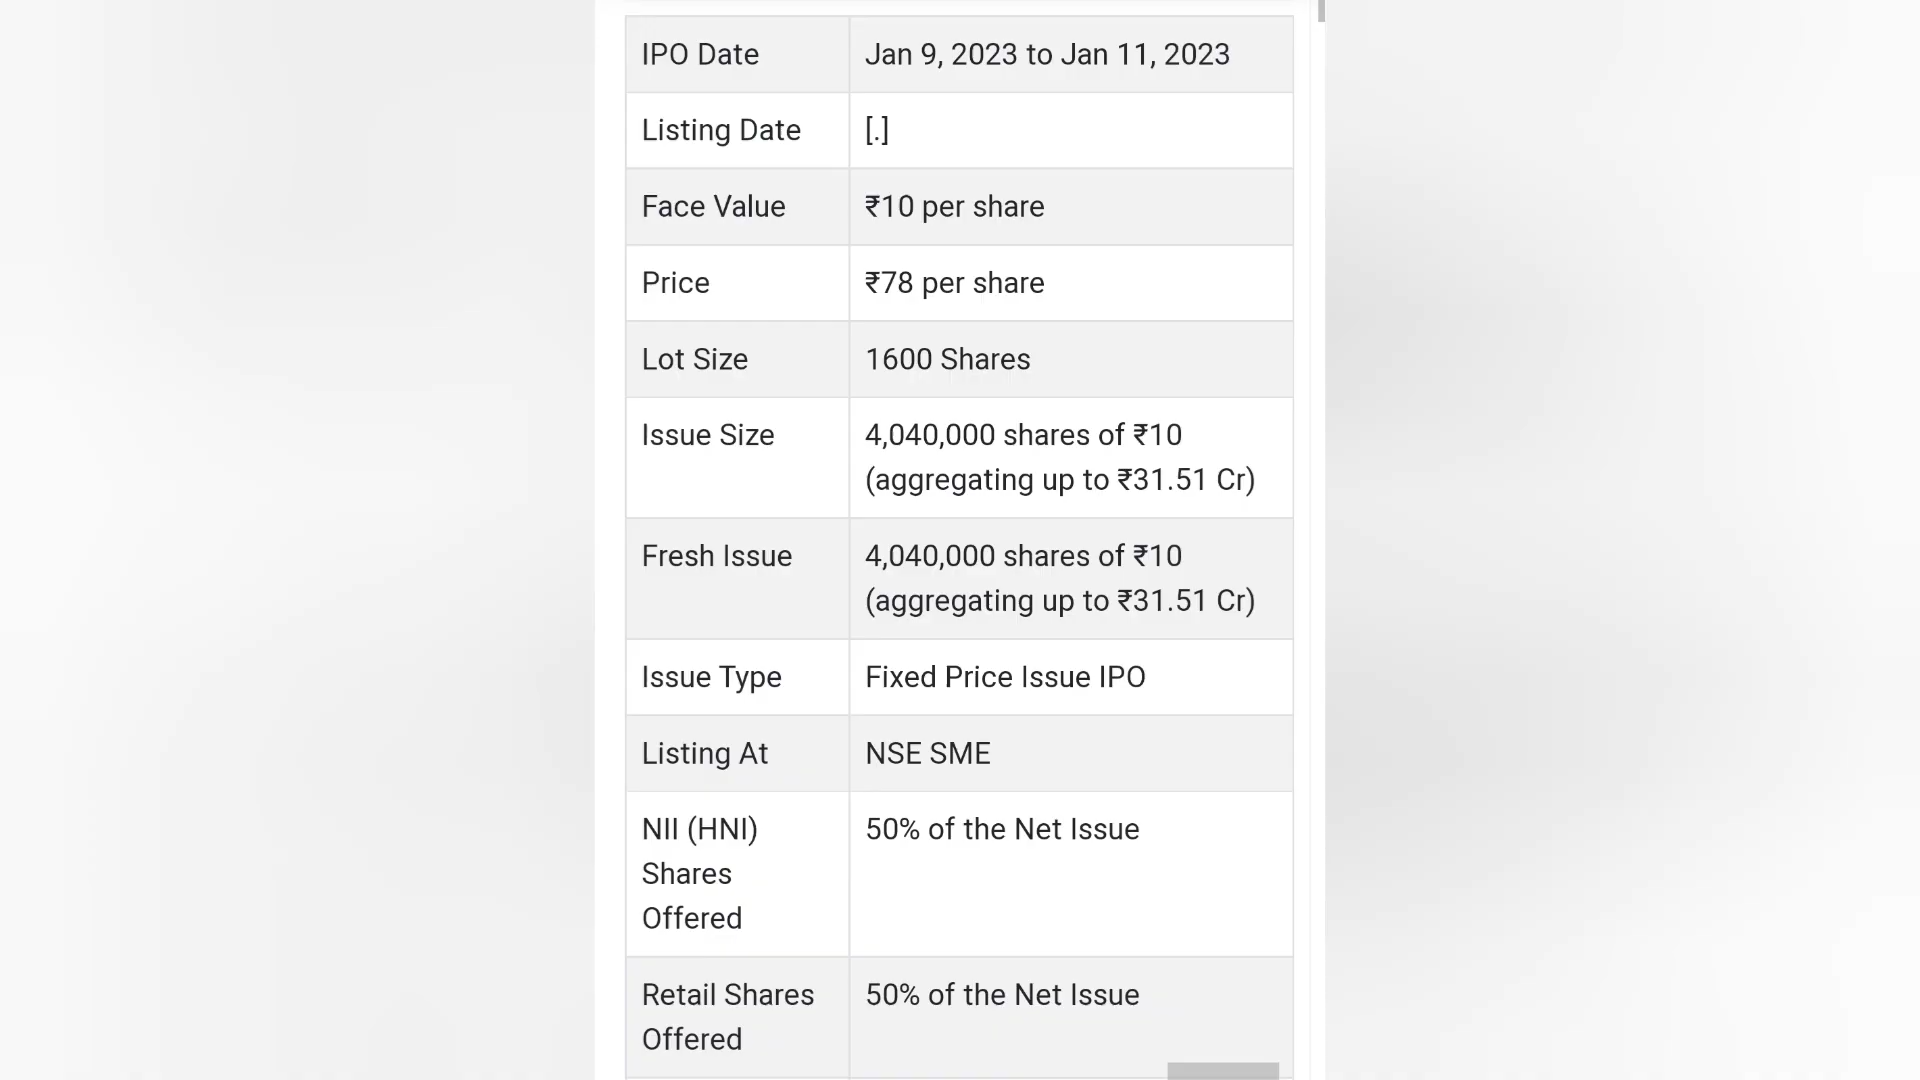 IPO Date Jan 9, 2023 to Jan 11, 2023
Listing Date [.]
Face Value ₹10 per share
Price ₹78 per share
Lot Size 1600 Shares
Issue Size 4,040,000 shares of ₹10
(aggregating up to ₹31.51 Cr)
Fresh Issue 4,040,000 shares of ₹10
(aggregating up to ₹31.51 Cr)
Issue Type Fixed Price Issue IPO
Listing At NSE SME
NII (HNI) 50% of the Net Issue
Shares
Offered
Retail Shares 50% of the Net Issue
Offered